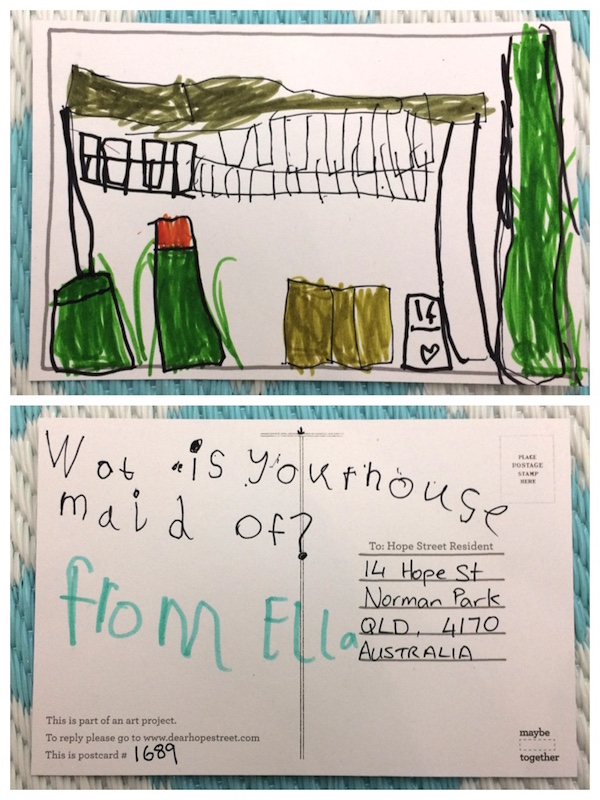 14
Wot is your house
maid of?
from Ella
PLACE
POSTAGE
STAMP
HERE
To: Hope Street Resident
14 Hope St
Norman Park
QLD, 4170
AUSTRALIA
This is part of an art project.
To reply please go to www.dearhopestreet.com
This is postcard # 1689
maybe
together